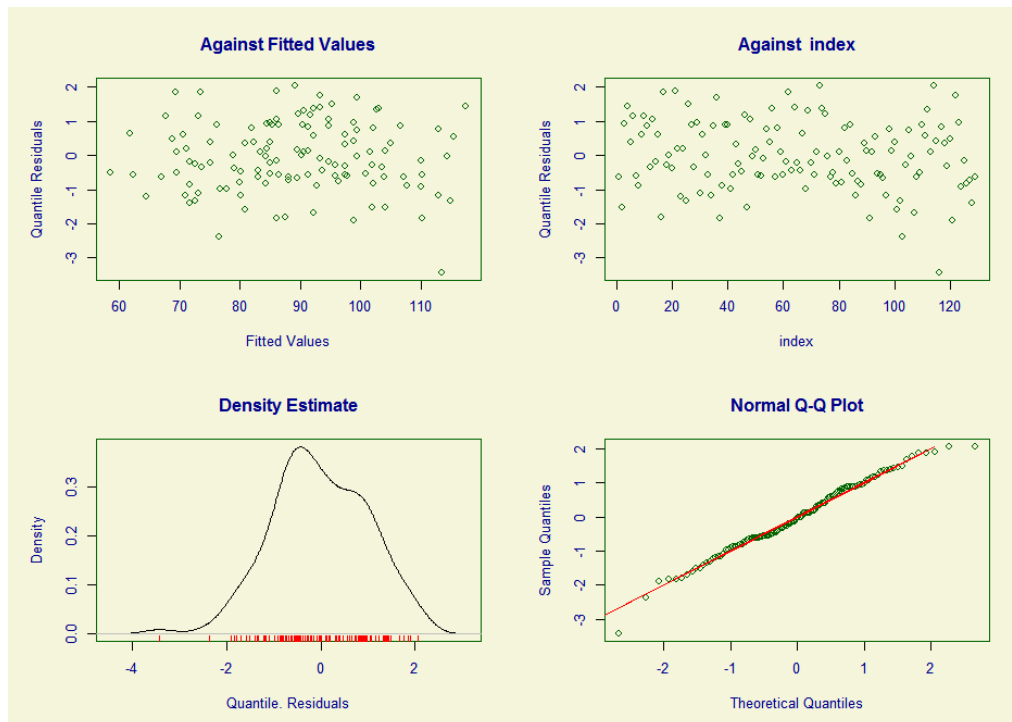 Against Fitted Values
Quantile Residuals
-3 -2 -1 0 1 2
60 70 80 90 100 110
Fitted Values
Against index
Quantile Residuals
-3 -2 -1 0 1 2
0 20 40 60 80 100 120
index
Density Estimate
Density
0.0 0.1 0.2 0.3
-4 -2 0 2
Quantile. Residuals
Normal Q-Q Plot
Sample Quantiles
-3 -2 -1 0 1 2
-2 -1 0 1 2
Theoretical Quantiles